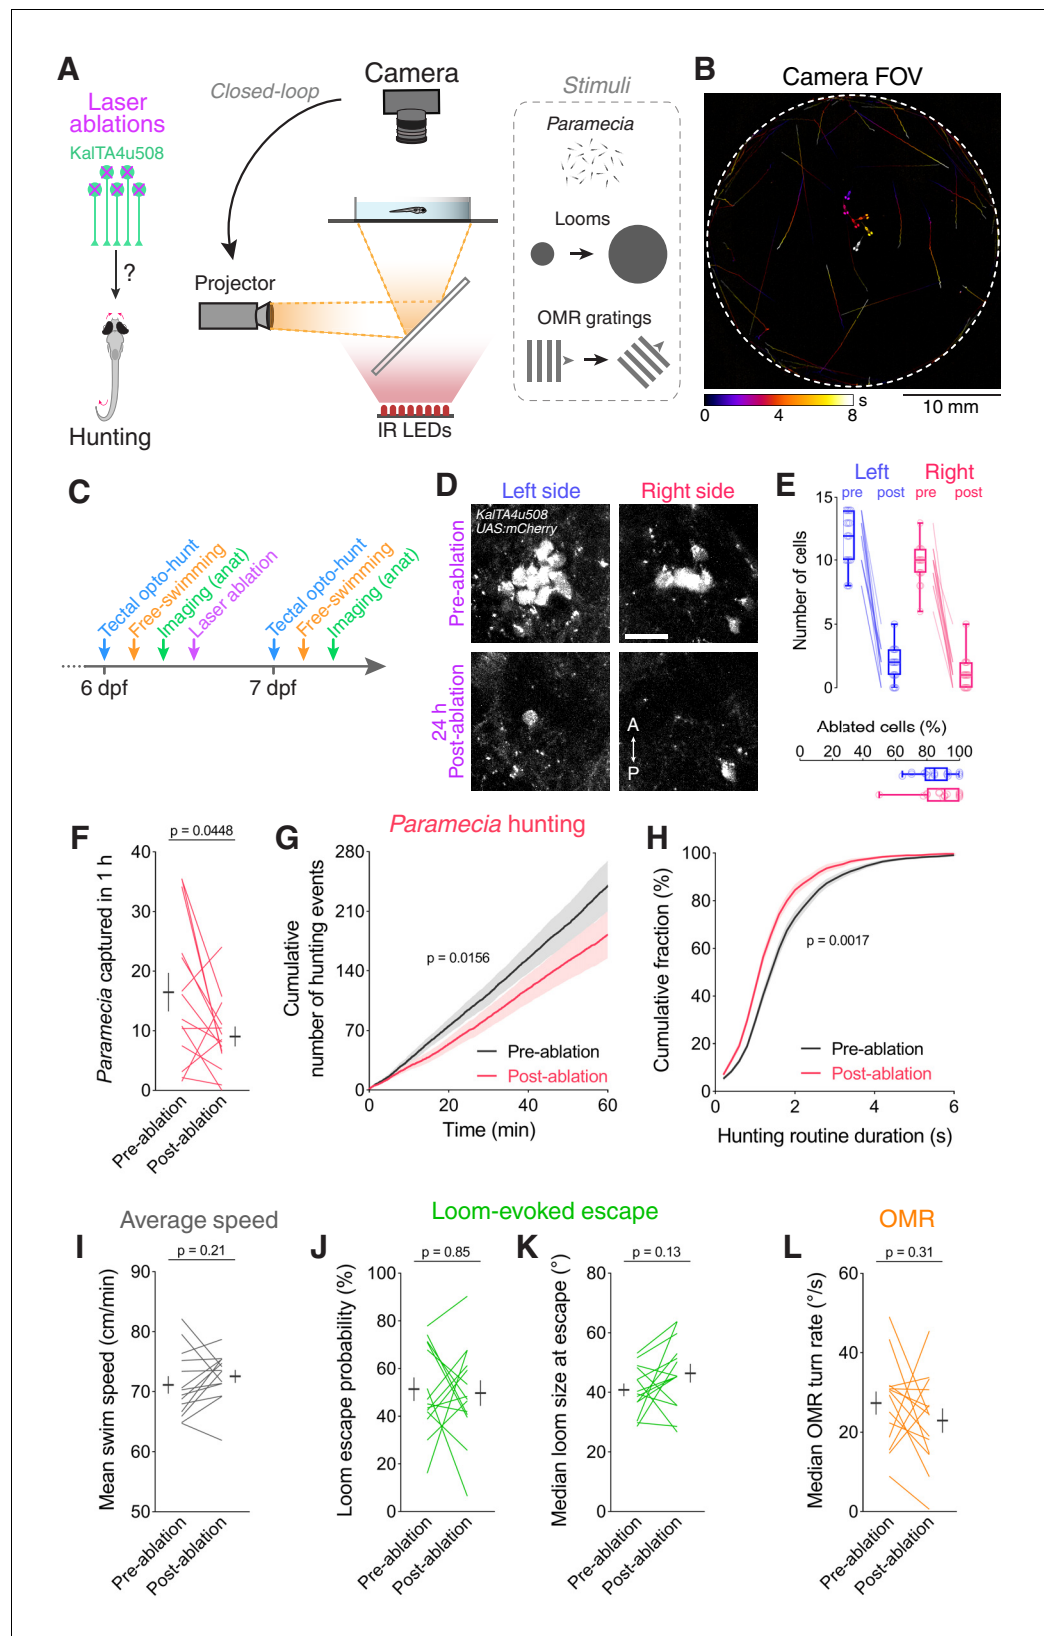 A
Laser
ablations
KalTA4u508
?
Hunting
Closed-loop
Camera
Projector
IR LEDs
Stimuli
Paramecia
Looms
OMR gratings
B
Camera FOV
s
0 4 8
10 mm
C
Tectal opto-hunt
Free-swimming
Imaging (anat)
Laser ablation
Tectal opto-hunt
Free-swimming
Imaging (anat)
6 dpf
7 dpf
D
Left side
Right side
Pre-ablation
KalTA4u508
UAS:mCherry
24 h
Post-ablation
A
P
E
Left Right
pre post pre post
Number of cells
15
10
5
0
Ablated cells (%)
0 20 40 60 80 100
F
p = 0.0448
Paramecia captured in 1 h
40
30
20
10
0
Pre-ablation
Post-ablation
Paramecia hunting
G
Cumulative
number of hunting events
280
210
140
70
0
p = 0.0156
Pre-ablation
Post-ablation
0 20 40 60
Time (min)
H
Cumulative fraction (%)
100
80
60
40
20
0
p = 0.0017
Pre-ablation
Post-ablation
0 2 4 6
Hunting routine duration (s)
Average speed
I
p = 0.21
Mean swim speed (cm/min)
90
80
70
60
50
Pre-ablation
Post-ablation
Loom-evoked escape
J
p = 0.85
Loom escape probability (%)
100
80
60
40
20
0
Pre-ablation
Post-ablation
K
p = 0.13
Median loom size at escape (°)
80
60
40
20
0
Pre-ablation
Post-ablation
OMR
L
p = 0.31
Median OMR turn rate (°/s)
60
40
20
0
Pre-ablation
Post-ablation